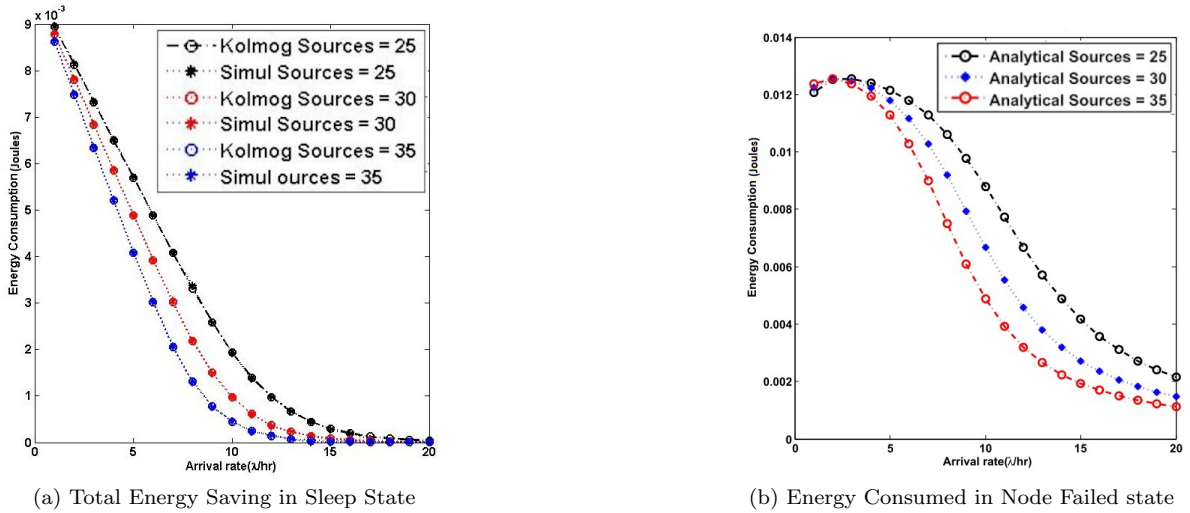 × 10⁻³
9
8
7
6
5
4
3
2
1
0
Energy Consumption (Joules)
0
5
10
15
20
Arrival rate(λ/hr)
Kolmog Sources = 25
Simul Sources = 25
Kolmog Sources = 30
Simul Sources = 30
Kolmog Sources = 35
Simul ources = 35
(a) Total Energy Saving in Sleep State
0.014
0.012
0.01
0.008
0.006
0.004
0.002
0
Energy Consumption (Joules)
0
5
10
15
20
Arrival rate(λ/hr)
Analytical Sources = 25
Analytical Sources = 30
Analytical Sources = 35
(b) Energy Consumed in Node Failed state